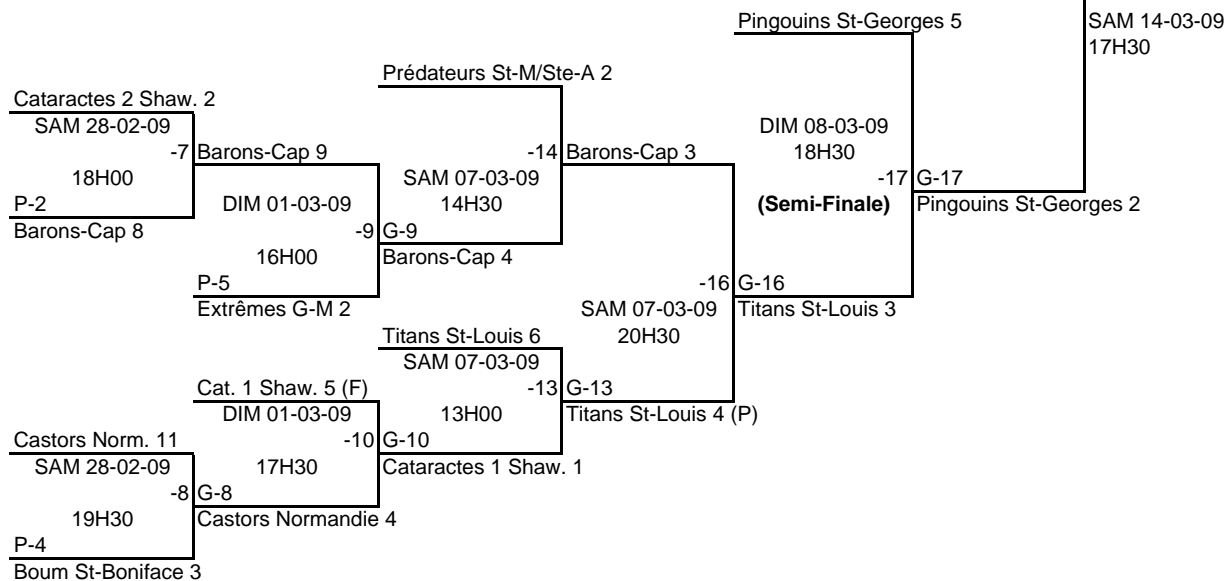 Pingouins St-Georges 5
SAM 14-03-09
17H30
Prédateurs St-M/Ste-A 2
Cataractes 2 Shaw. 2
SAM 28-02-09
DIM 08-03-09
-7 Barons-Cap 9
-14 Barons-Cap 3
18H30
18H00
SAM 07-03-09
-17 G-17
P-2
DIM 01-03-09
14H30
(Semi-Finale)
Pingouins St-Georges 2
Barons-Cap 8
-9 G-9
16H00
Barons-Cap 4
P-5
-16 G-16
Extrêmes G-M 2
SAM 07-03-09
Titans St-Louis 3
Titans St-Louis 6
20H30
SAM 07-03-09
Cat. 1 Shaw. 5 (F)
-13 G-13
DIM 01-03-09
13H00
Titans St-Louis 4 (P)
Castors Norm. 11
-10 G-10
SAM 28-02-09
17H30
Cataractes 1 Shaw. 1
-8 G-8
19H30
Castors Normandie 4
P-4
Boum St-Boniface 3